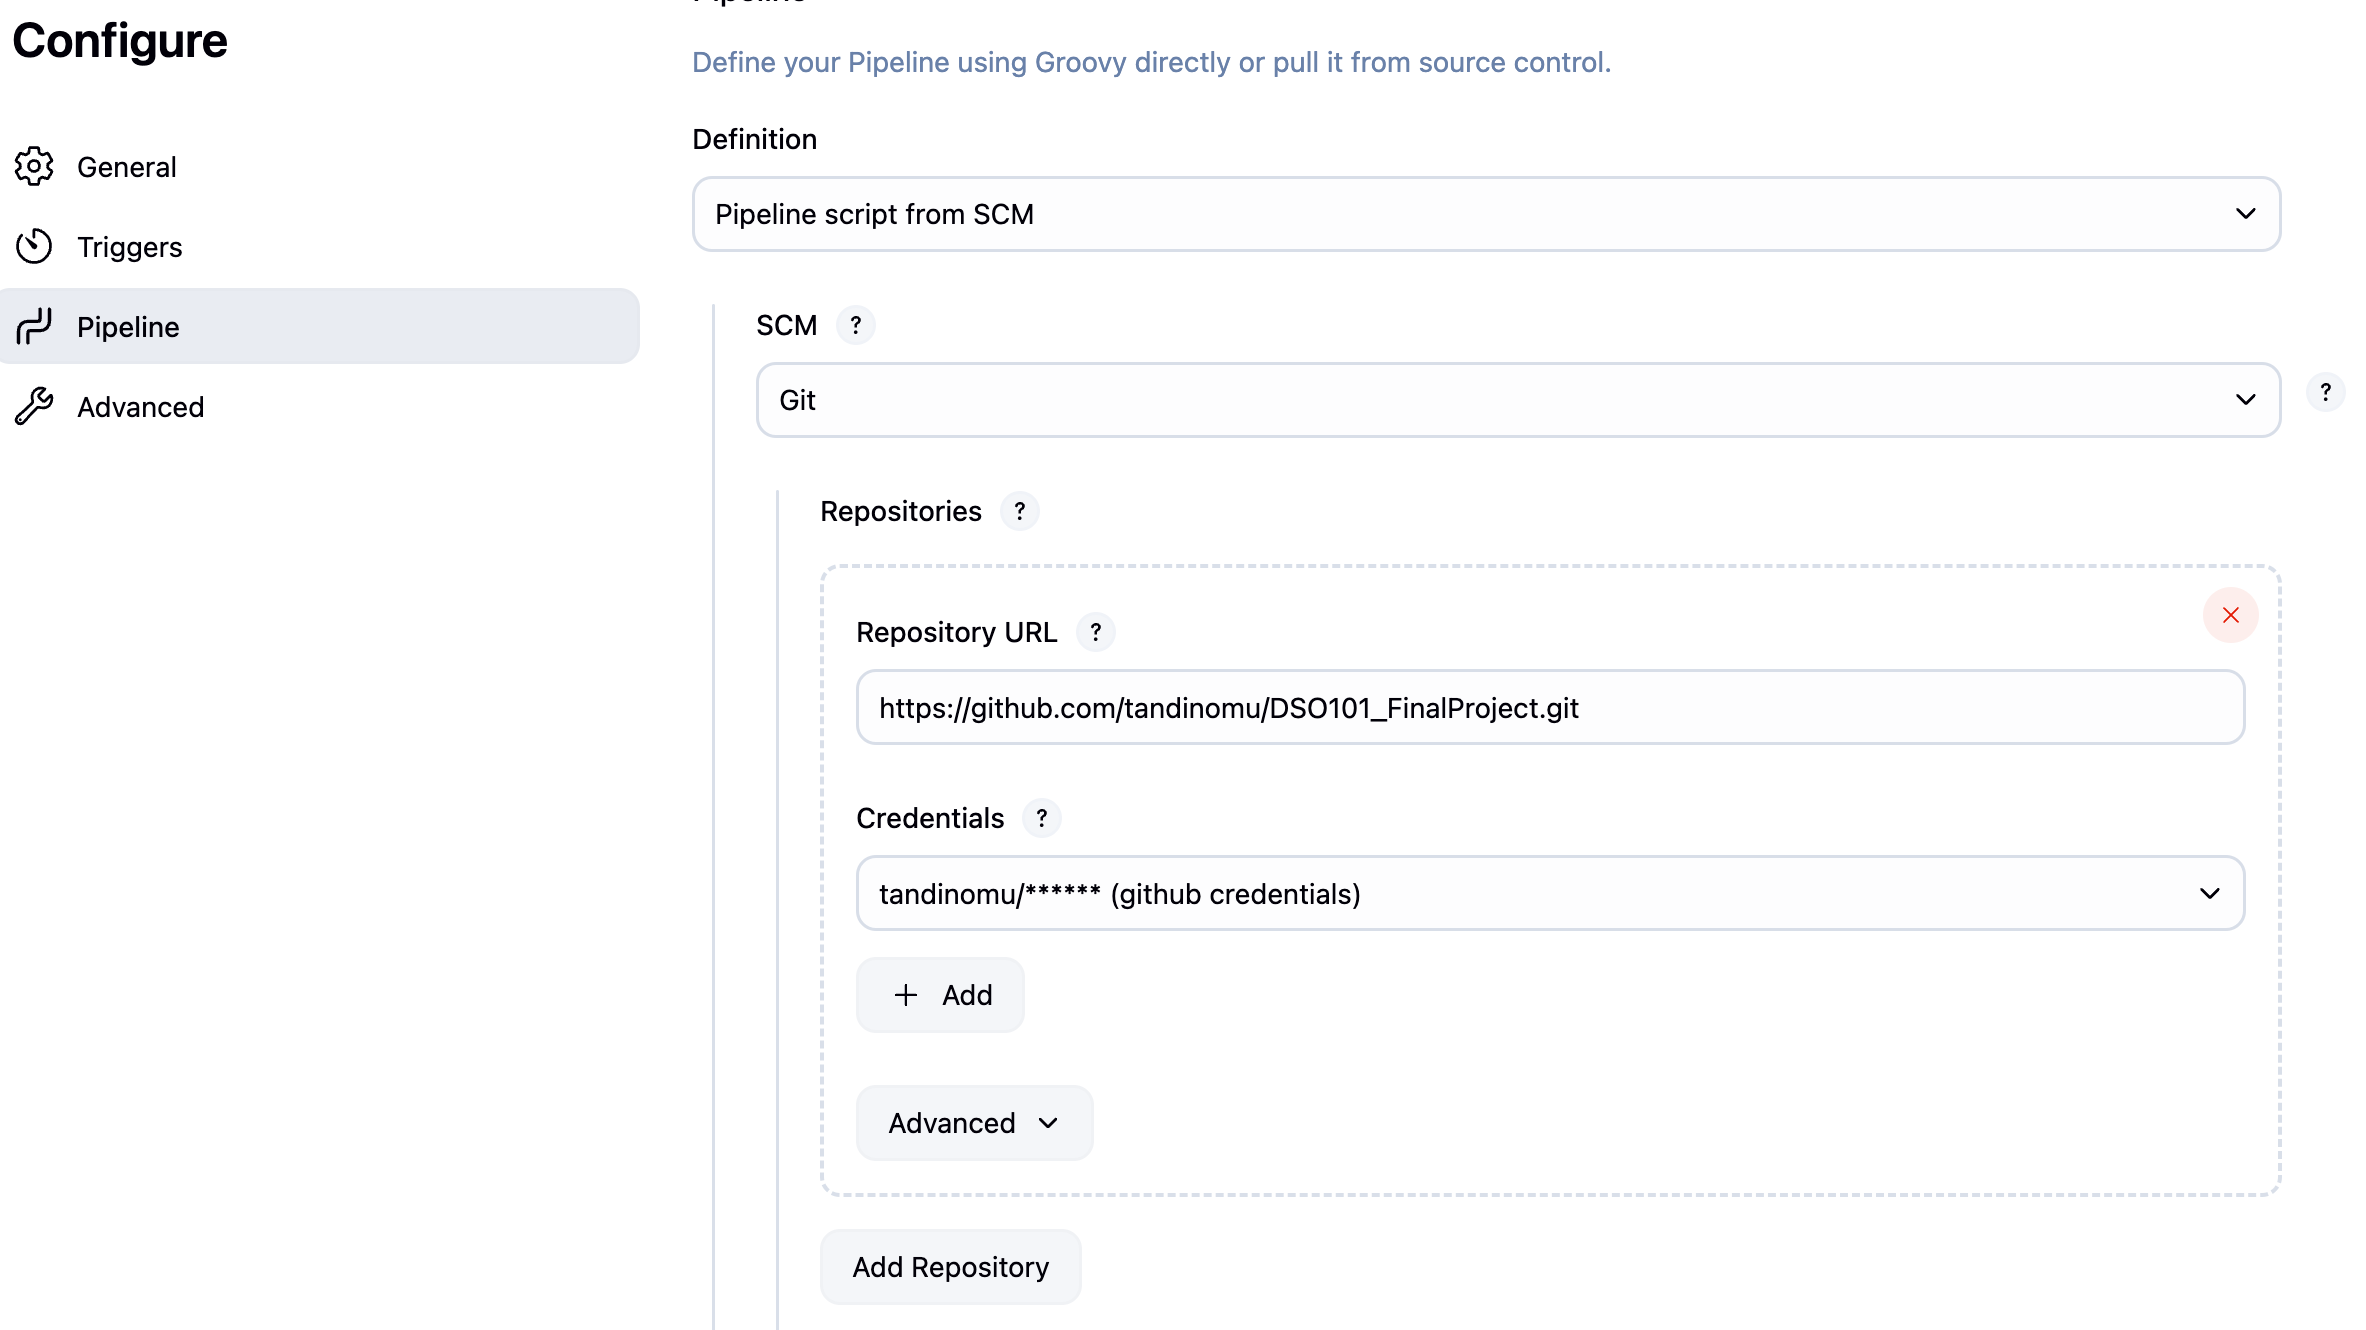 Configure
General
Triggers
Pipeline
Advanced
Pipeline
Define your Pipeline using Groovy directly or pull it from source control.
Definition
Pipeline script from SCM
SCM ?
Git
?
Repositories ?
Repository URL ?
https://github.com/tandinomu/DSO101_FinalProject.git
Credentials ?
tandinomu/****** (github credentials)
+ Add
Advanced
Add Repository